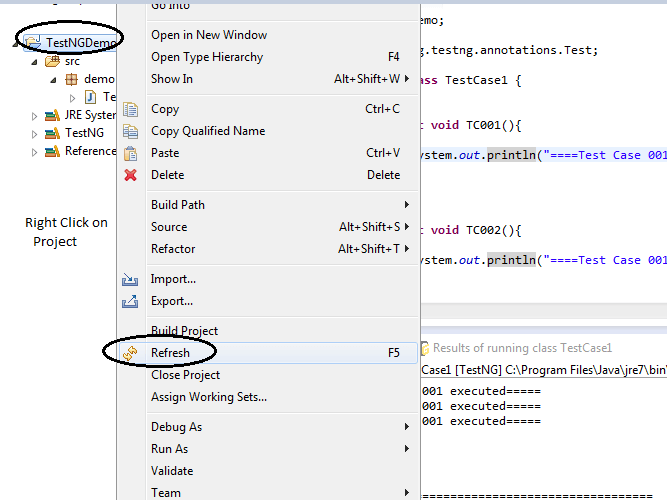 Go Into
TestNGDemo
src
demo
JRE System
TestNG
Reference
Right Click on
Project
Open in New Window
Open Type Hierarchy F4
Show In Alt+Shift+W
Copy Ctrl+C
Copy Qualified Name
Paste Ctrl+V
Delete Delete
Build Path
Source Alt+Shift+S
Refactor Alt+Shift+T
Import...
Export...
Build Project
Refresh F5
Close Project
Assign Working Sets...
Debug As
Run As
Validate
Team
emo;
g.testng.annotations.Test;
ass TestCase1 {
t void TC001(){
ystem.out.println("====Test Case 001
t void TC002(){
ystem.out.println("====Test Case 001
Results of running class TestCase1
Case1 [TestNG] C:\Program Files\Java\jre7\bin\
001 executed=====
001 executed=====
001 executed=====
===================================